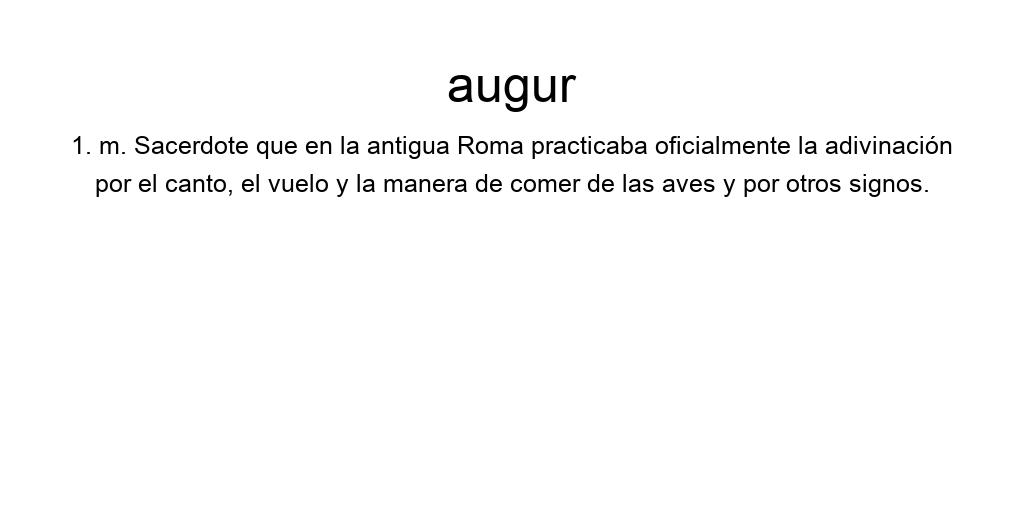 augur
1. m. Sacerdote que en la antigua Roma practicaba oficialmente la adivinación
por el canto, el vuelo y la manera de comer de las aves y por otros signos.